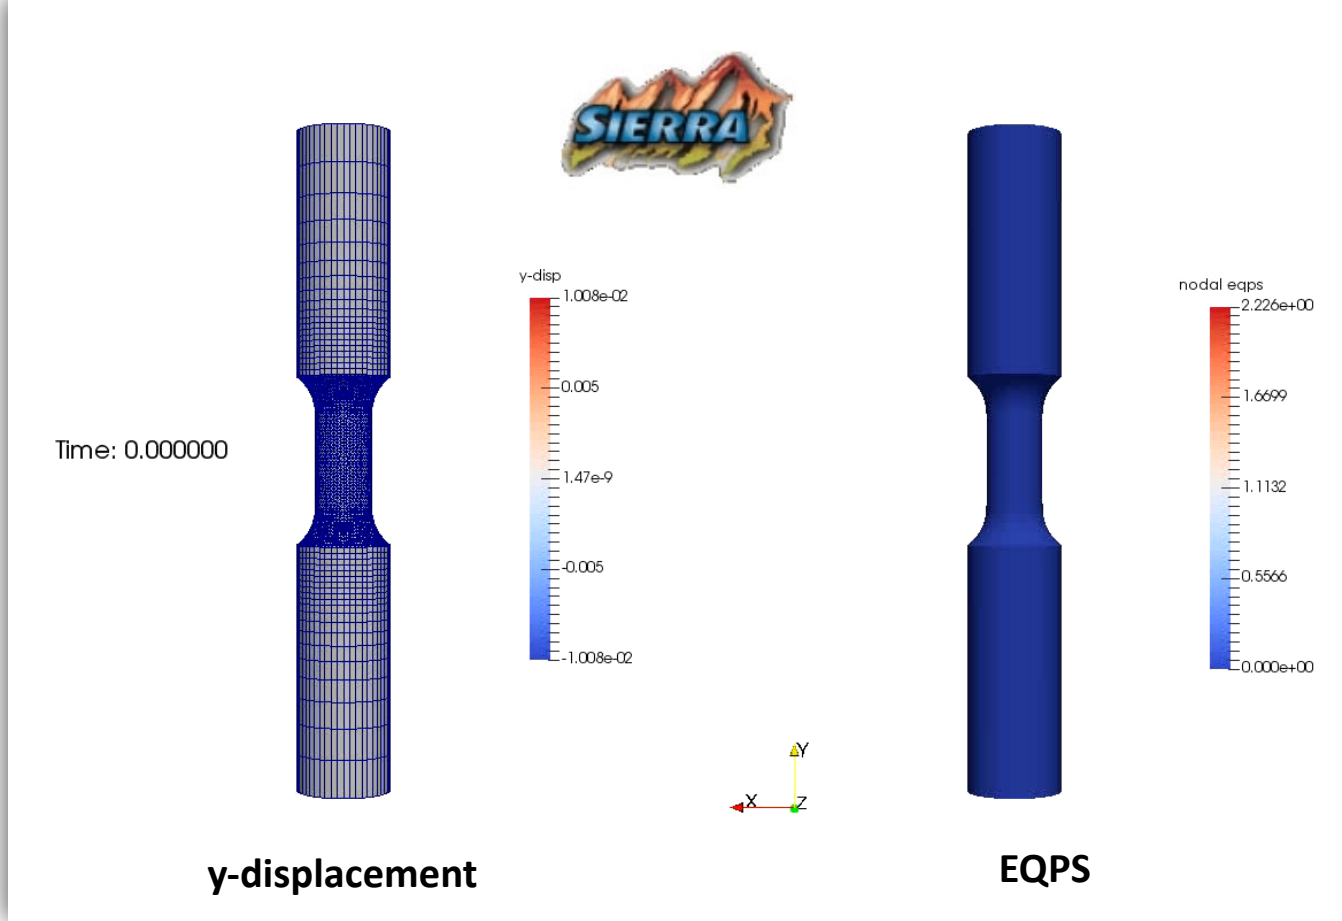 SIERRA
y-disp
1.008e-02
0.005
1.47e-9
-0.005
-1.008e-02
nodal eqps
2.226e+00
1.6699
1.1132
0.5566
0.000e+00
Time: 0.000000
Y
X
Z
y-displacement
EQPS